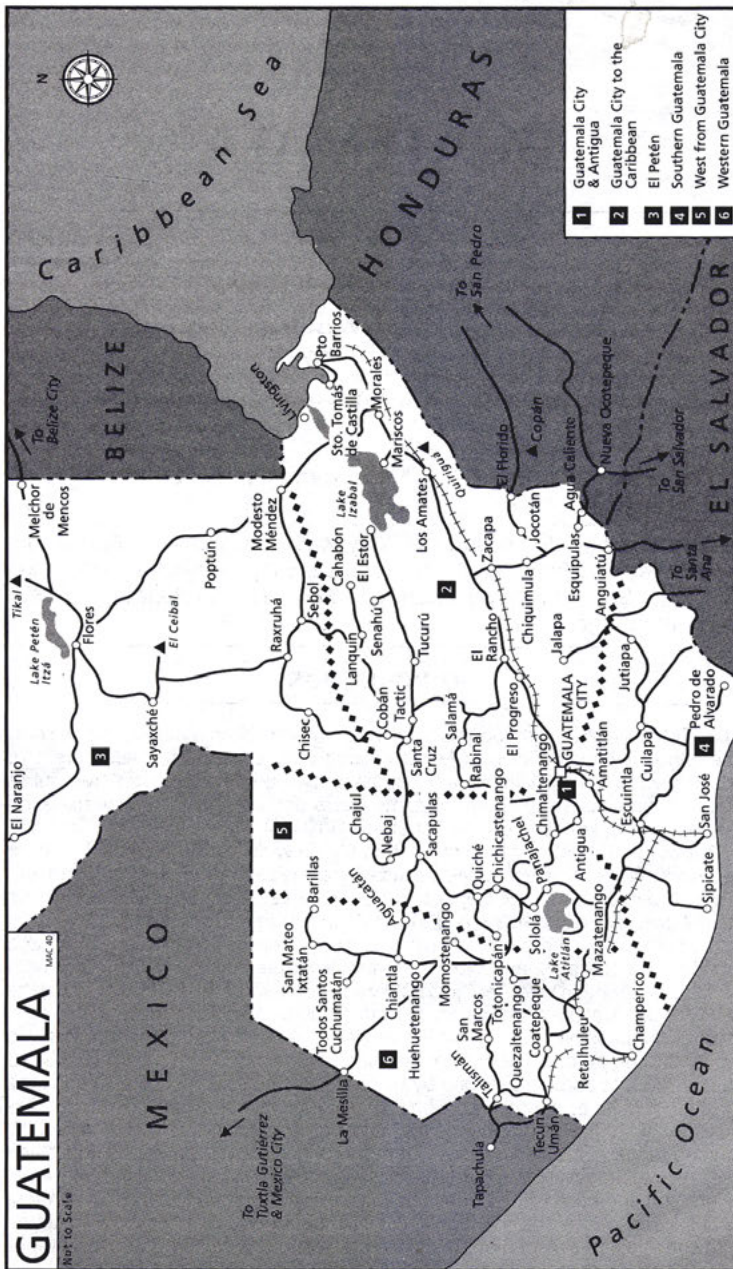 GUATEMALA
Not to Scale
MAC 4D
N
MEXICO
BELIZE
HONDURAS
EL SALVADOR
Caribbean Sea
Pacific Ocean
To
Tuxtla Gutiérrez
& Mexico City
To
Belize City
To
San Pedro
To
San Salvador
To
Santa
Ana
El Naranjo
Tikal
Melchor
de
Mencos
Lake Petén
Itzá
Flores
3
Sayaxché
El Ceibal
Poptún
Modesto
Méndez
Livingston
Pto
Barrios
Sto. Tomás
de Castilla
Morales
Mariscos
Lake
Izabal
El Estor
Cahabón
Sebol
Raxruhá
Lanquín
Senahú
Tucurú
Chisec
Cobán
Tactic
Santa
Cruz
Salamá
Rabinal
2
Los Amates
Quiriguá
El Florido
Copán
Zacapa
Jocotán
Agua Caliente
Nueva Ocotepeque
Chiquimula
Esquipulas
Anguiatú
El
Rancho
El Progreso
Jalapa
GUATEMALA
CITY
Jutiapa
Amatitlán
Cuilapa
Pedro de
Alvarado
4
Escuintla
San José
Sipicate
1
Antigua
Chimaltenango
Panajachel
Chichicastenango
Quiché
Sololá
Lake
Atitlán
Mazatenango
Sacapulas
Nebaj
Chajul
5
Barillas
San Mateo
Ixtatán
Todos Santos
Cuchumatán
Aguacatán
Chiantla
Huehuetenango
6
La Mesilla
Momostenango
Totonicapán
San
Marcos
Quezaltenango
Coatepeque
Retalhuleu
Champerico
Talismán
Tapachula
Tecún
Umán
1 Guatemala City
& Antigua
2 Guatemala City to the
Caribbean
3 El Petén
4 Southern Guatemala
5 West from Guatemala City
6 Western Guatemala